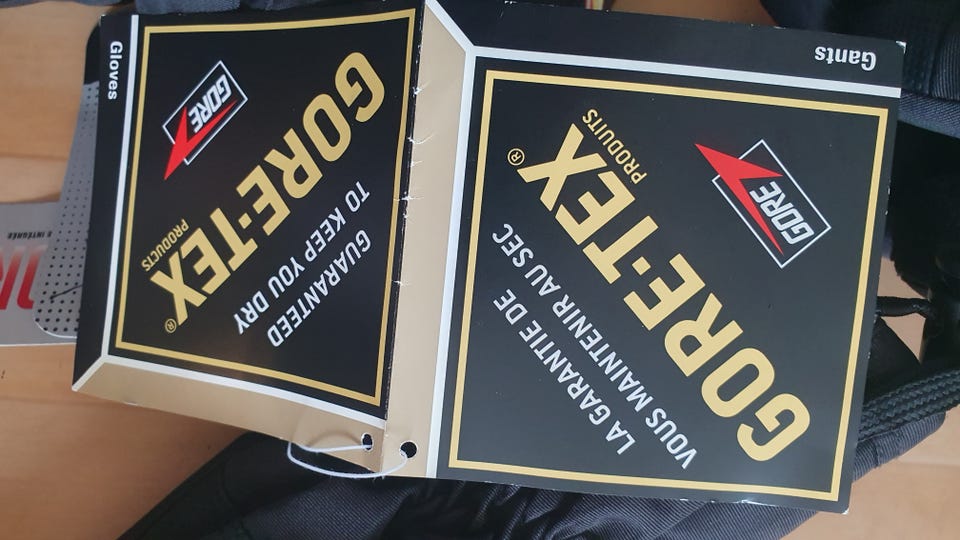 Gloves
GORE
GORE-TEX®
PRODUCTS
GUARANTEED
TO KEEP YOU DRY
Gants
GORE
GORE-TEX®
PRODUITS
LA GARANTIE DE
VOUS MAINTENIR AU SEC
INTÉGRÉE